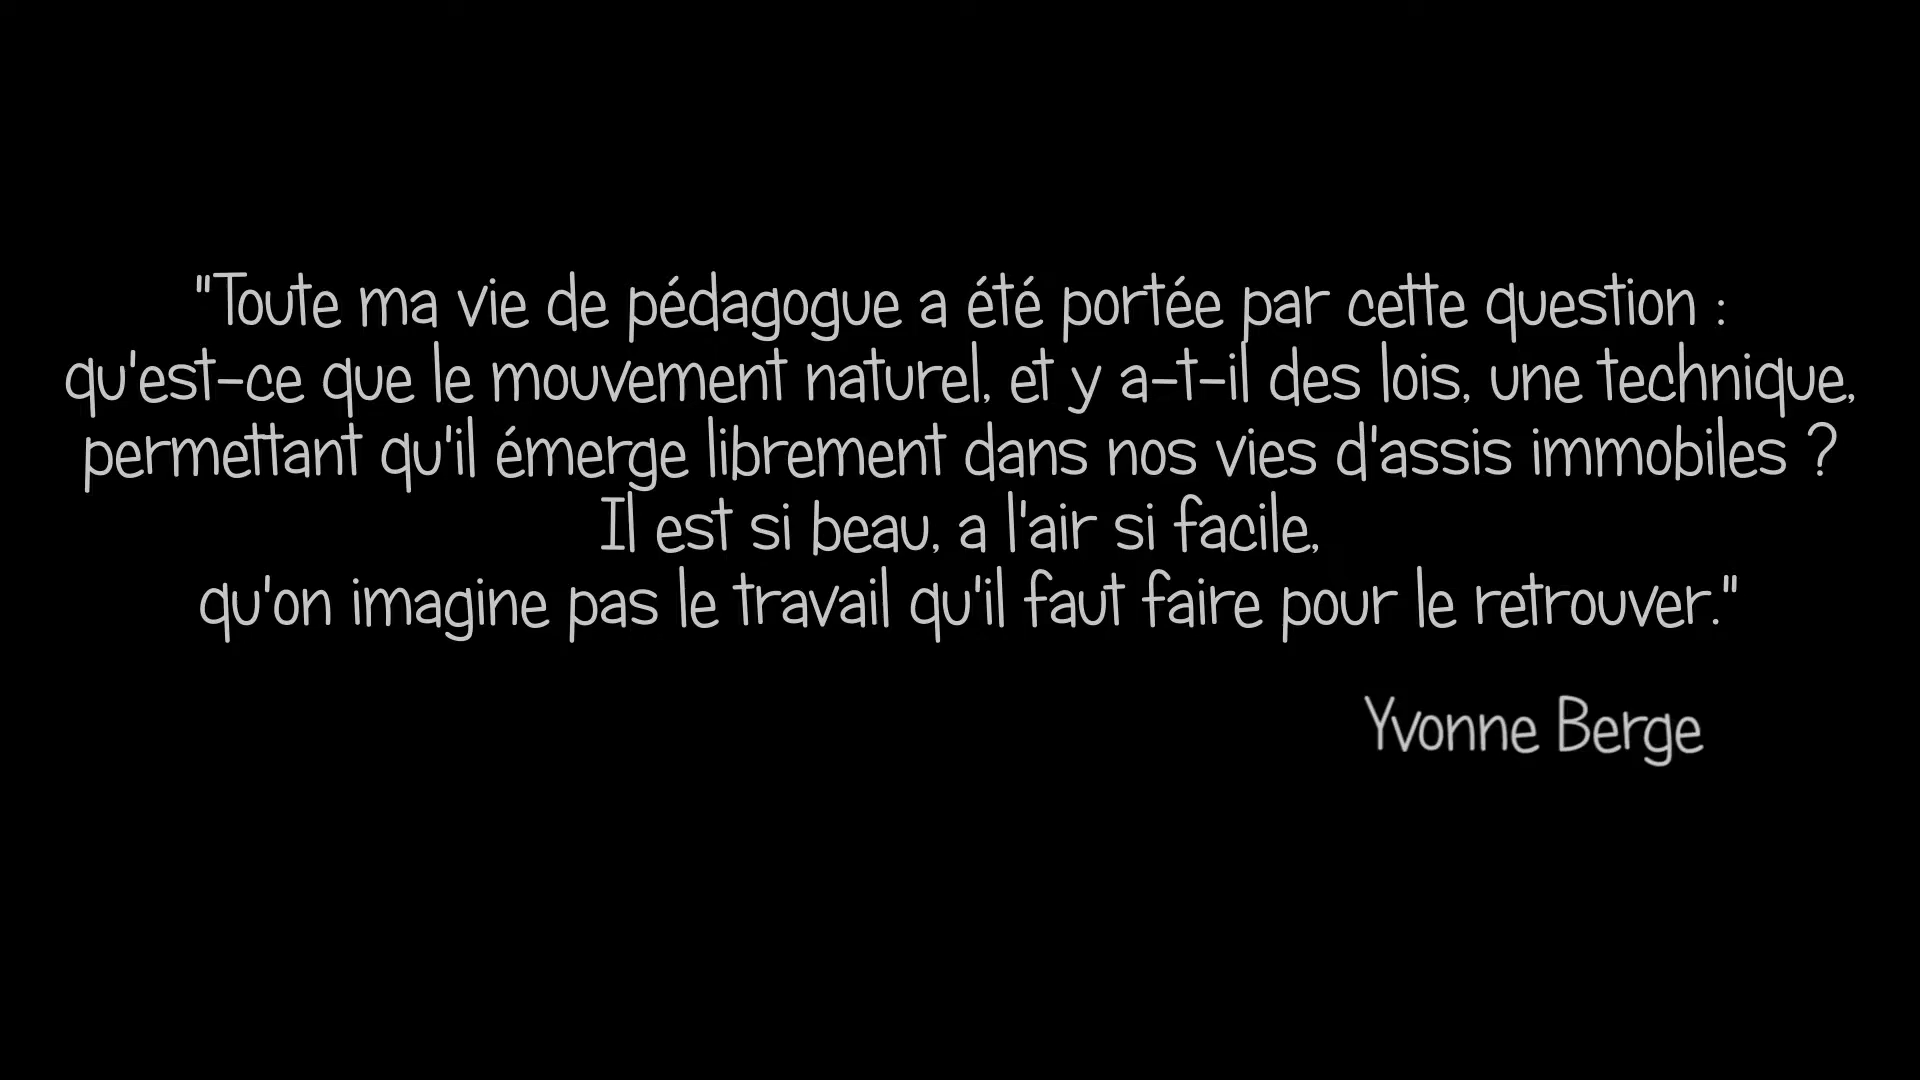 "Toute ma vie de pédagogue a été portée par cette question :
qu'est-ce que le mouvement naturel, et y a-t-il des lois, une technique,
permettant qu'il émerge librement dans nos vies d'assis immobiles ?
Il est si beau, a l'air si facile,
qu'on imagine pas le travail qu'il faut faire pour le retrouver."
Yvonne Berge